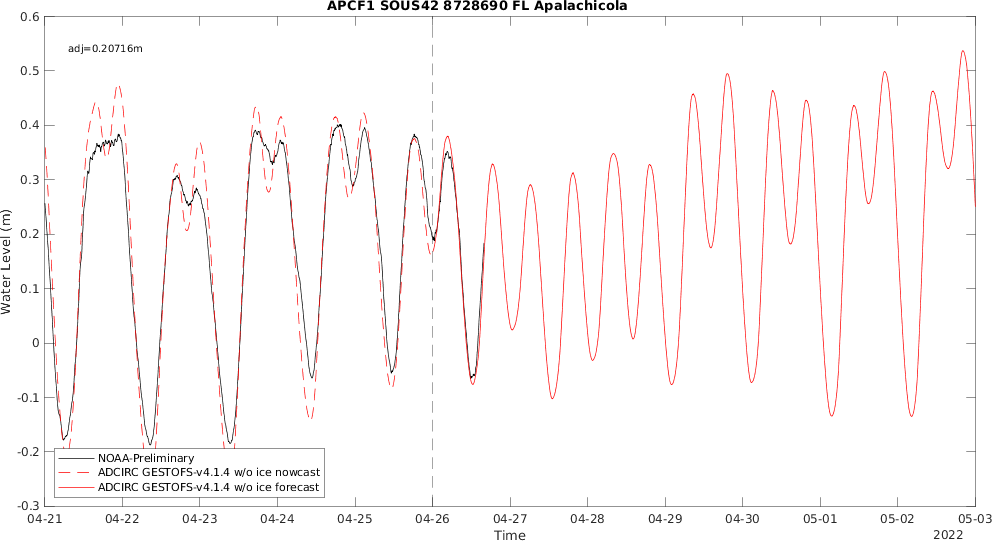 APCF1 SOUS42 8728690 FL Apalachicola
adj=0.20716m
Water Level (m)
0.6
0.5
0.4
0.3
0.2
0.1
0
-0.1
-0.2
-0.3
NOAA-Preliminary
ADCIRC GESTOFS-v4.1.4 w/o ice nowcast
ADCIRC GESTOFS-v4.1.4 w/o ice forecast
04-21 04-22 04-23 04-24 04-25 04-26 04-27 04-28 04-29 04-30 05-01 05-02 05-03
Time
2022